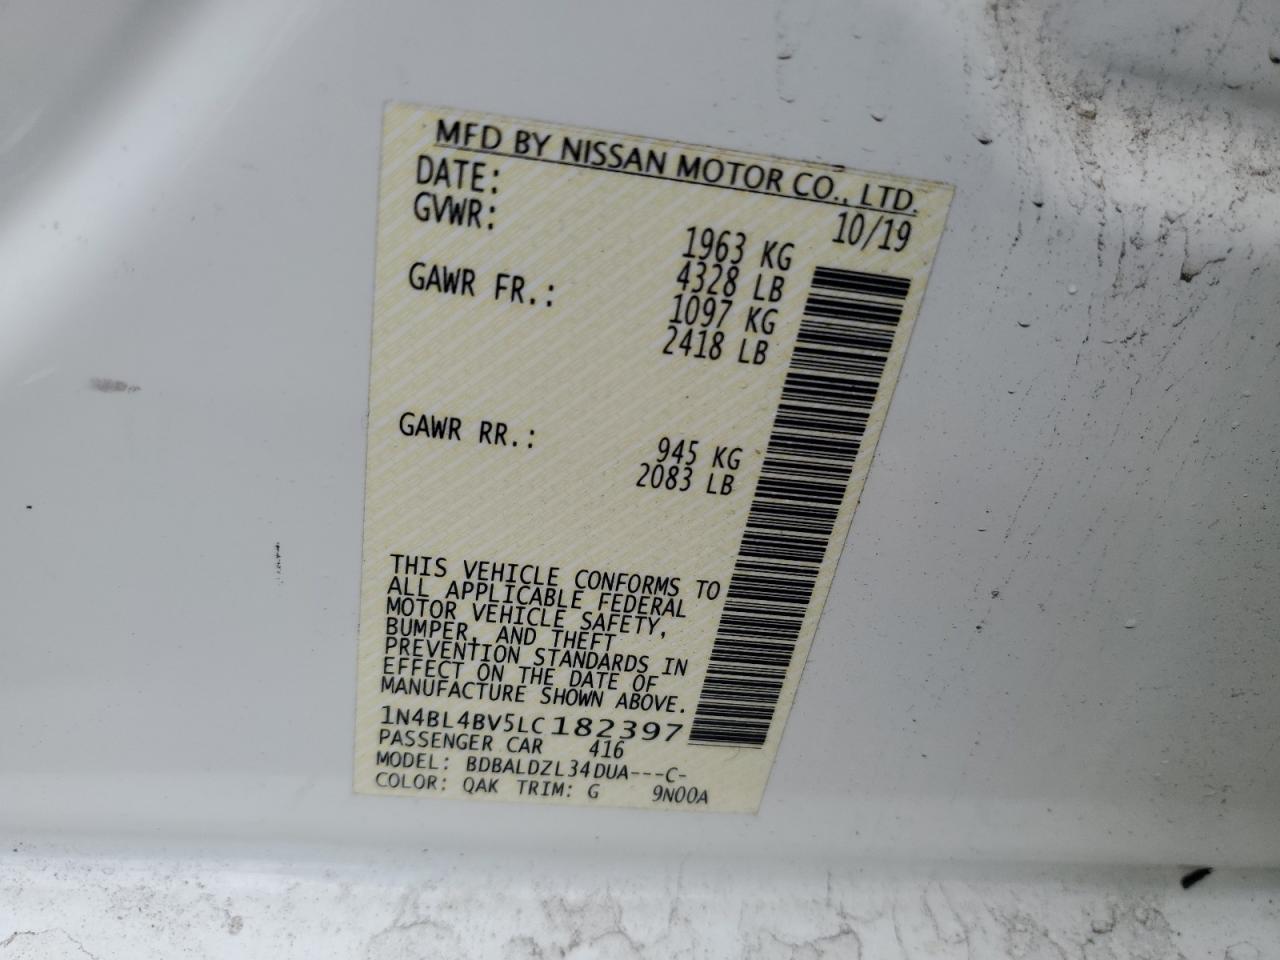 MFD BY NISSAN MOTOR CO., LTD.
DATE: 10/19
GVWR: 1963 KG
4328 LB
GAWR FR.: 1097 KG
2418 LB
GAWR RR.: 945 KG
2083 LB
THIS VEHICLE CONFORMS TO
ALL APPLICABLE FEDERAL
MOTOR VEHICLE SAFETY,
BUMPER, AND THEFT
PREVENTION STANDARDS IN
EFFECT ON THE DATE OF
MANUFACTURE SHOWN ABOVE.
1N4BL4BV5LC182397
PASSENGER CAR 416
MODEL: BDBALDZL34DUA---C-
COLOR: QAK TRIM: G 9N00A